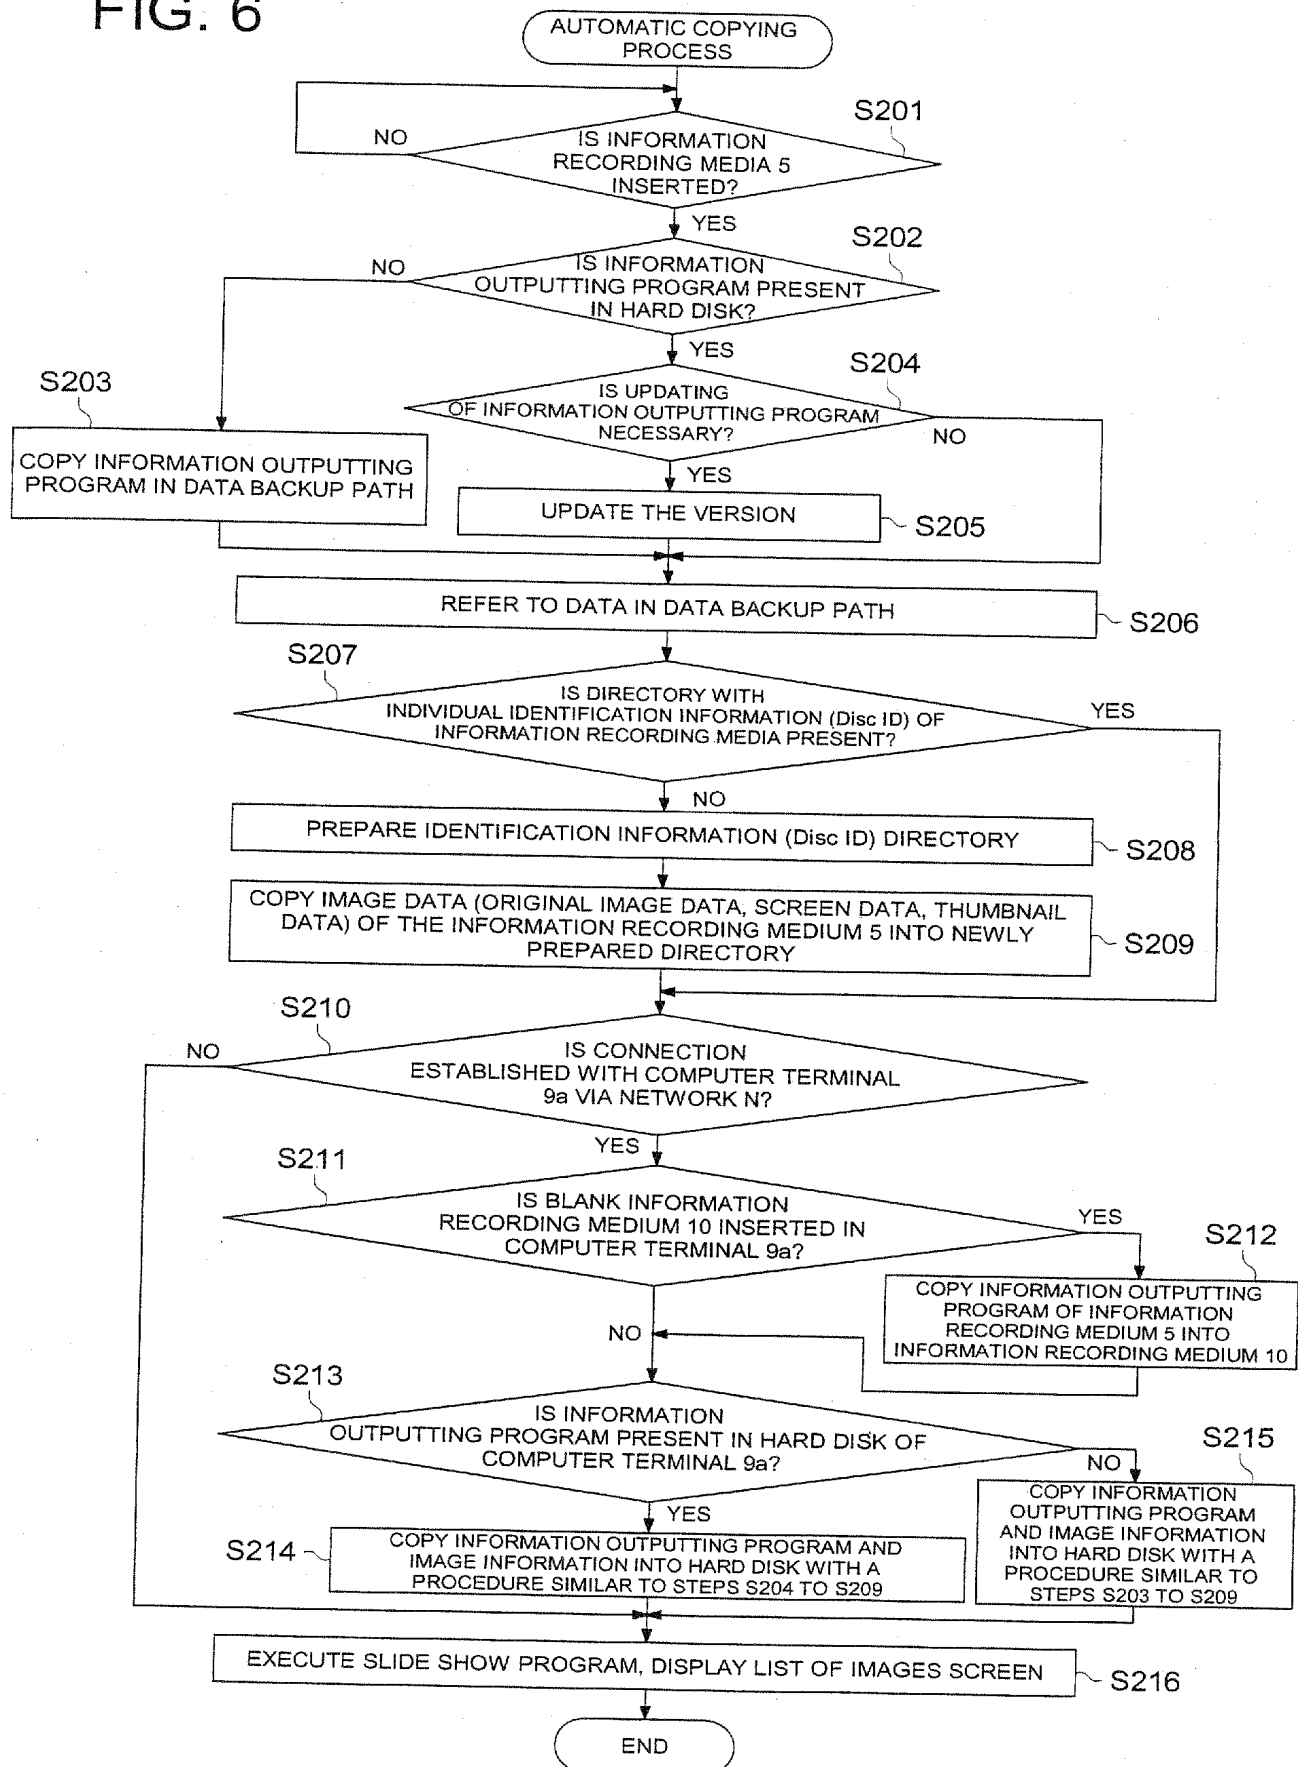 FIG. 6
AUTOMATIC COPYING
PROCESS
S201
NO
IS INFORMATION
RECORDING MEDIA 5
INSERTED?
YES
S202
NO
IS INFORMATION
OUTPUTTING PROGRAM PRESENT
IN HARD DISK?
YES
S203
S204
IS UPDATING
OF INFORMATION OUTPUTTING PROGRAM
NECESSARY?
NO
COPY INFORMATION OUTPUTTING
PROGRAM IN DATA BACKUP PATH
YES
UPDATE THE VERSION
S205
REFER TO DATA IN DATA BACKUP PATH
S206
S207
IS DIRECTORY WITH
INDIVIDUAL IDENTIFICATION INFORMATION (Disc ID) OF
INFORMATION RECORDING MEDIA PRESENT?
YES
NO
PREPARE IDENTIFICATION INFORMATION (Disc ID) DIRECTORY
S208
COPY IMAGE DATA (ORIGINAL IMAGE DATA, SCREEN DATA, THUMBNAIL
DATA) OF THE INFORMATION RECORDING MEDIUM 5 INTO NEWLY
PREPARED DIRECTORY
S209
S210
NO
IS CONNECTION
ESTABLISHED WITH COMPUTER TERMINAL
9a VIA NETWORK N?
YES
S211
IS BLANK INFORMATION
RECORDING MEDIUM 10 INSERTED IN
COMPUTER TERMINAL 9a?
YES
S212
COPY INFORMATION OUTPUTTING
PROGRAM OF INFORMATION
RECORDING MEDIUM 5 INTO
INFORMATION RECORDING MEDIUM 10
NO
S213
IS INFORMATION
OUTPUTTING PROGRAM PRESENT IN HARD DISK OF
COMPUTER TERMINAL 9a?
NO
S215
YES
COPY INFORMATION
OUTPUTTING PROGRAM
AND IMAGE INFORMATION
INTO HARD DISK WITH A
PROCEDURE SIMILAR TO
STEPS S203 TO S209
S214
COPY INFORMATION OUTPUTTING PROGRAM AND
IMAGE INFORMATION INTO HARD DISK WITH A
PROCEDURE SIMILAR TO STEPS S204 TO S209
EXECUTE SLIDE SHOW PROGRAM, DISPLAY LIST OF IMAGES SCREEN
S216
END